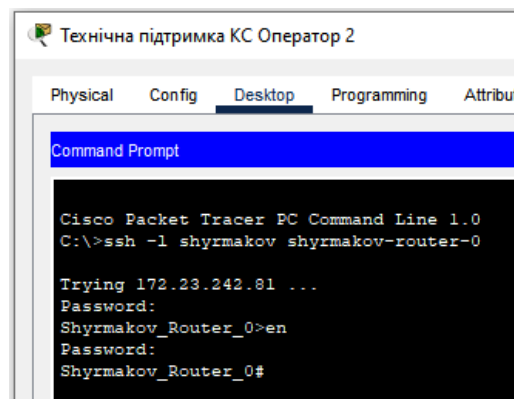 Технічна підтримка КС Оператор 2
Physical Config Desktop Programming Attribu
Command Prompt
Cisco Packet Tracer PC Command Line 1.0
C:\>ssh -l shyrmakov shyrmakov-router-0
Trying 172.23.242.81 ...
Password:
Shyrmakov_Router_0>en
Password:
Shyrmakov_Router_0#